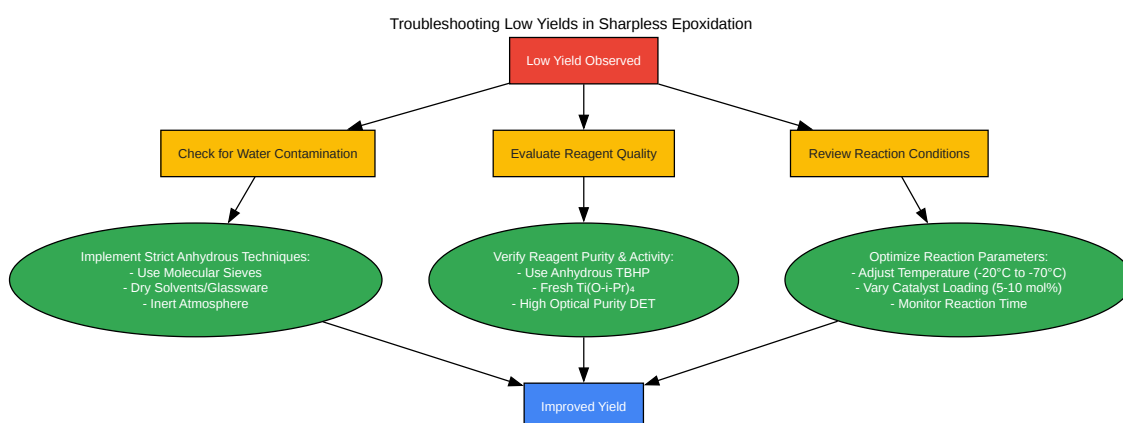 Troubleshooting Low Yields in Sharpless Epoxidation
Low Yield Observed
Check for Water Contamination
Evaluate Reagent Quality
Review Reaction Conditions
Implement Strict Anhydrous Techniques:
- Use Molecular Sieves
- Dry Solvents/Glassware
- Inert Atmosphere
Verify Reagent Purity & Activity:
- Use Anhydrous TBHP
- Fresh Ti(O-i-Pr)₄
- High Optical Purity DET
Optimize Reaction Parameters:
- Adjust Temperature (-20°C to -70°C)
- Vary Catalyst Loading (5-10 mol%)
- Monitor Reaction Time
Improved Yield